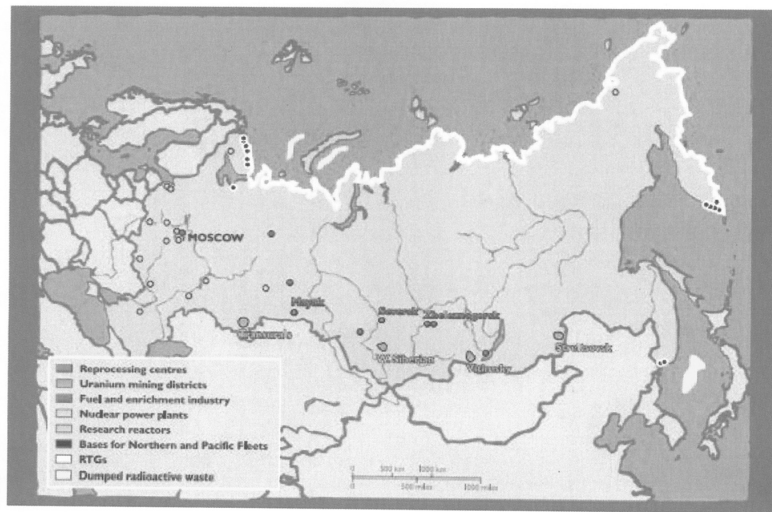 MOSCOW
Mayak
Seversk Zheleznogorsk
W. Siberian
Vitimsky
Streltsovsk
Reprocessing centres
Uranium mining districts
Fuel and enrichment industry
Nuclear power plants
Research reactors
Bases for Northern and Pacific Fleets
RTGs
Dumped radioactive waste
0 500 km 1000 km
0 500 miles 1000 miles